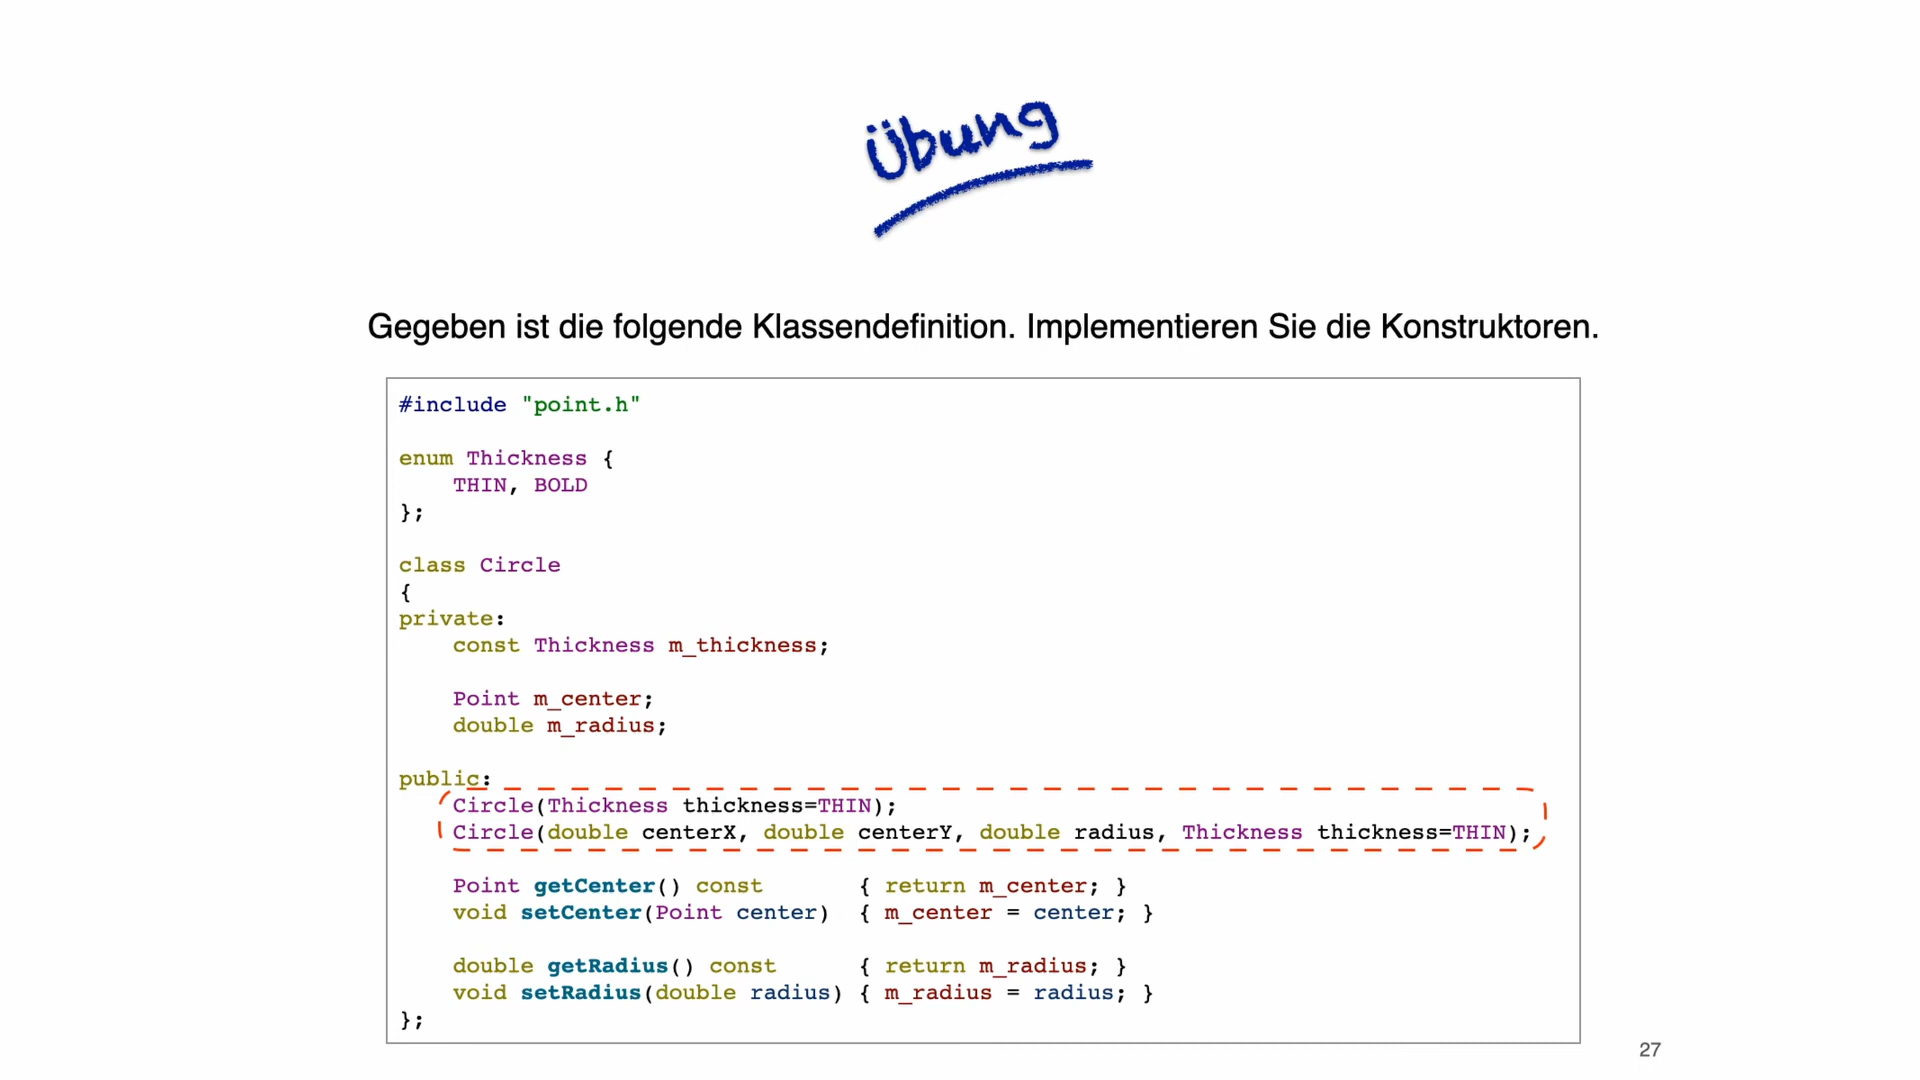 Übung
Gegeben ist die folgende Klassendefinition. Implementieren Sie die Konstruktoren.
#include "point.h"
enum Thickness {
    THIN, BOLD
};
class Circle
{
private:
    const Thickness m_thickness;
    Point m_center;
    double m_radius;
public:
    Circle(Thickness thickness=THIN);
    Circle(double centerX, double centerY, double radius, Thickness thickness=THIN);
    Point getCenter() const       { return m_center; }
    void setCenter(Point center)  { m_center = center; }
    double getRadius() const      { return m_radius; }
    void setRadius(double radius) { m_radius = radius; }
};
27